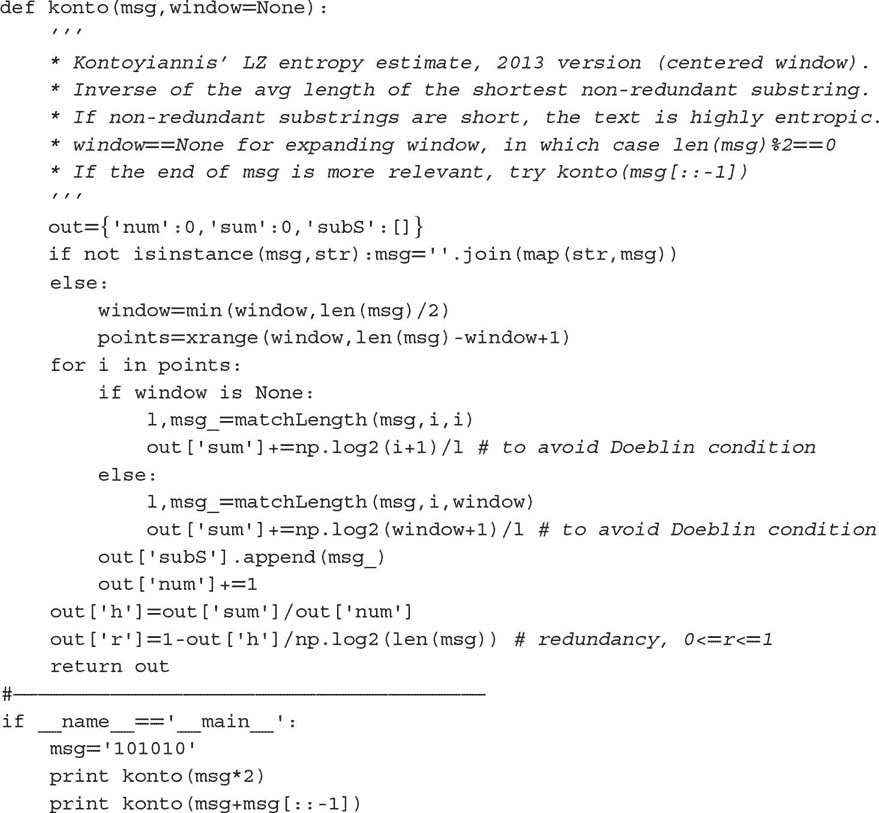 def konto(msg,window=None):
    '''
    * Kontoyiannis’ LZ entropy estimate, 2013 version (centered window).
    * Inverse of the avg length of the shortest non-redundant substring.
    * If non-redundant substrings are short, the text is highly entropic.
    * window==None for expanding window, in which case len(msg)%2==0
    * If the end of msg is more relevant, try konto(msg[::-1])
    '''
    out={'num':0,'sum':0,'subS':[]}
    if not isinstance(msg,str):msg=''.join(map(str,msg))
    else:
        window=min(window,len(msg)/2)
        points=xrange(window,len(msg)-window+1)
    for i in points:
        if window is None:
            l,msg_=matchLength(msg,i,i)
            out['sum']+=np.log2(i+1)/l # to avoid Doeblin condition
        else:
            l,msg_=matchLength(msg,i,window)
            out['sum']+=np.log2(window+1)/l # to avoid Doeblin condition
        out['subS'].append(msg_)
        out['num']+=1
    out['h']=out['sum']/out['num']
    out['r']=1-out['h']/np.log2(len(msg)) # redundancy, 0<=r<=1
    return out
#———————————————————————————————————————
if __name__=='__main__':
    msg='101010'
    print konto(msg*2)
    print konto(msg+msg[::-1])